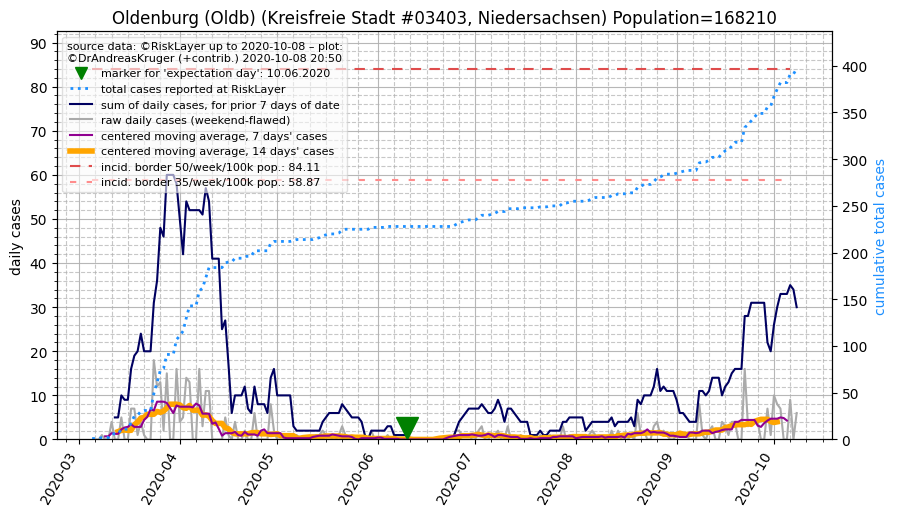 Oldenburg (Oldb) (Kreisfreie Stadt #03403, Niedersachsen) Population=168210
source data: ©RiskLayer up to 2020-10-08 – plot:
©DrAndreasKruger (+contrib.) 2020-10-08 20:50
marker for 'expectation day': 10.06.2020
total cases reported at RiskLayer
sum of daily cases, for prior 7 days of date
raw daily cases (weekend-flawed)
centered moving average, 7 days' cases
centered moving average, 14 days' cases
incid. border 50/week/100k pop.: 84.11
incid. border 35/week/100k pop.: 58.87
daily cases
90
80
70
60
50
40
30
20
10
0
cumulative total cases
400
350
300
250
200
150
100
50
0
2020-03
2020-04
2020-05
2020-06
2020-07
2020-08
2020-09
2020-10